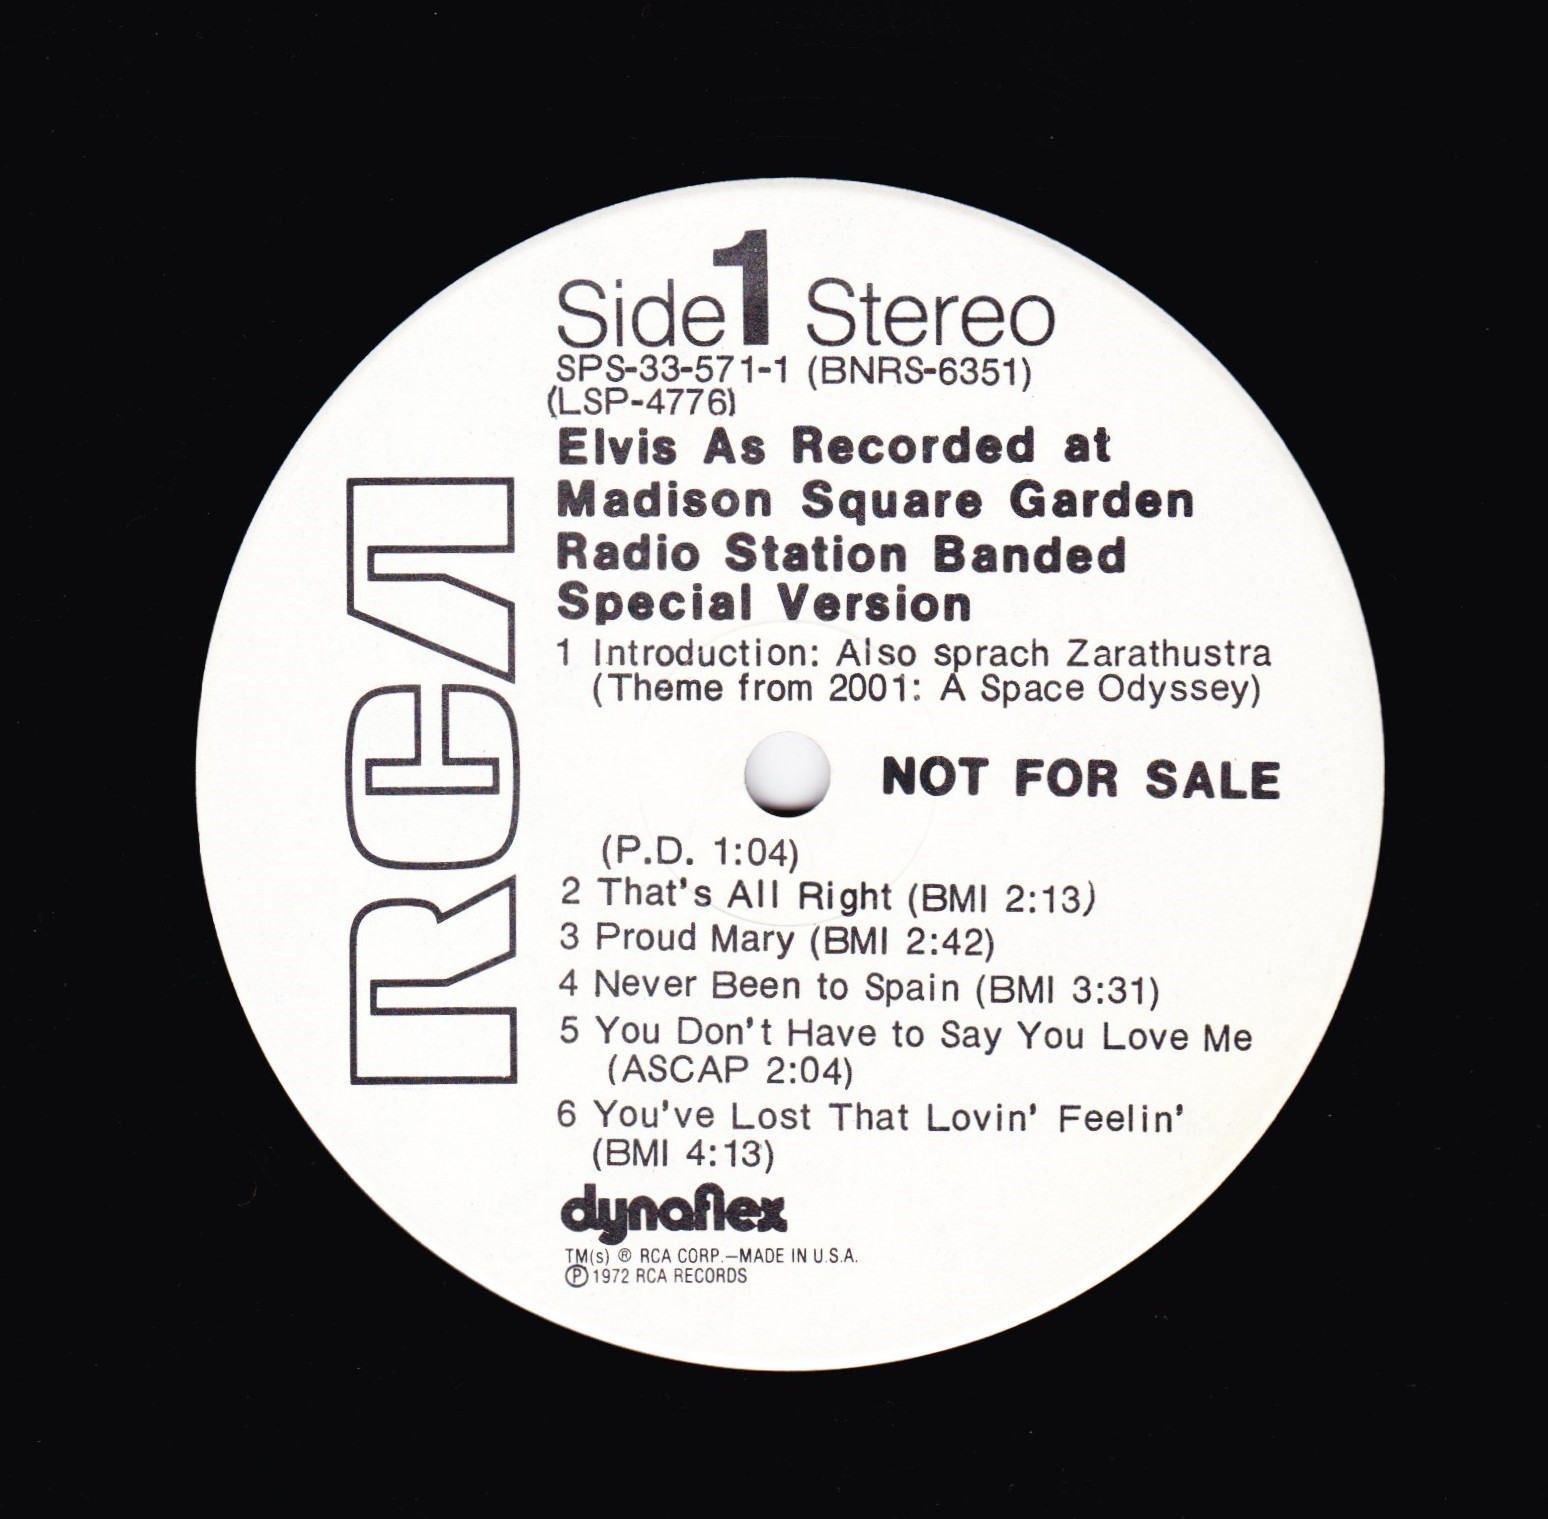 Side 1 Stereo
SPS-33-571-1 (BNRS-6351)
(LSP-4776)
Elvis As Recorded at
Madison Square Garden
Radio Station Banded
Special Version
1 Introduction: Also sprach Zarathustra
(Theme from 2001: A Space Odyssey)
NOT FOR SALE
(P.D. 1:04)
2 That's All Right (BMI 2:13)
3 Proud Mary (BMI 2:42)
4 Never Been to Spain (BMI 3:31)
5 You Don't Have to Say You Love Me
(ASCAP 2:04)
6 You've Lost That Lovin' Feelin'
(BMI 4:13)
dynaflex
TM(s) ® RCA CORP.—MADE IN U.S.A.
Ⓟ 1972 RCA RECORDS
RCA